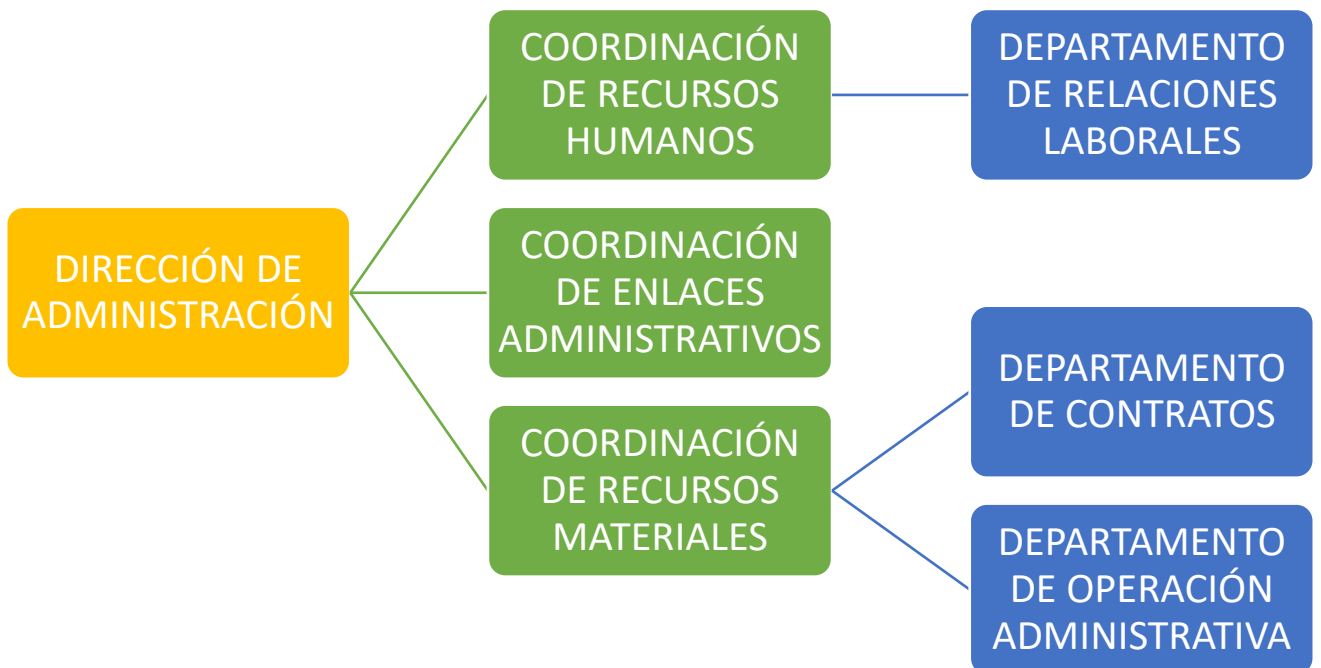 DIRECCIÓN DE
ADMINISTRACIÓN
COORDINACIÓN
DE RECURSOS
HUMANOS
DEPARTAMENTO
DE RELACIONES
LABORALES
COORDINACIÓN
DE ENLACES
ADMINISTRATIVOS
COORDINACIÓN
DE RECURSOS
MATERIALES
DEPARTAMENTO
DE CONTRATOS
DEPARTAMENTO
DE OPERACIÓN
ADMINISTRATIVA